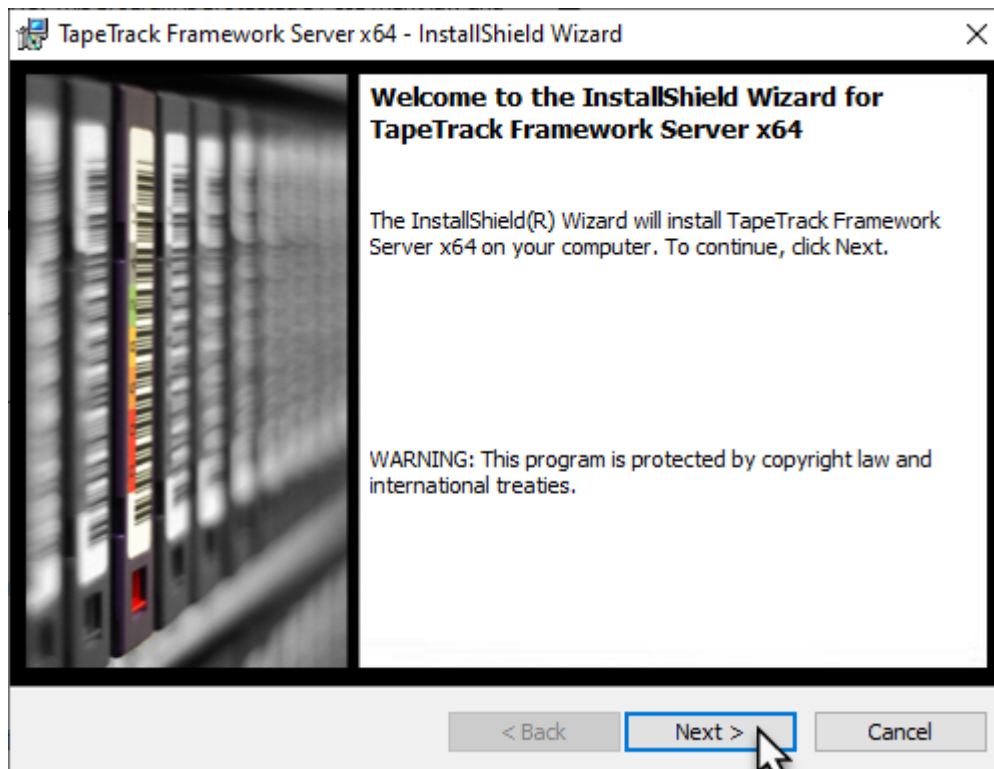 TapeTrack Framework Server x64 - InstallShield Wizard
Welcome to the InstallShield Wizard for
TapeTrack Framework Server x64
The InstallShield(R) Wizard will install TapeTrack Framework
Server x64 on your computer. To continue, click Next.
WARNING: This program is protected by copyright law and
international treaties.
< Back
Next >
Cancel